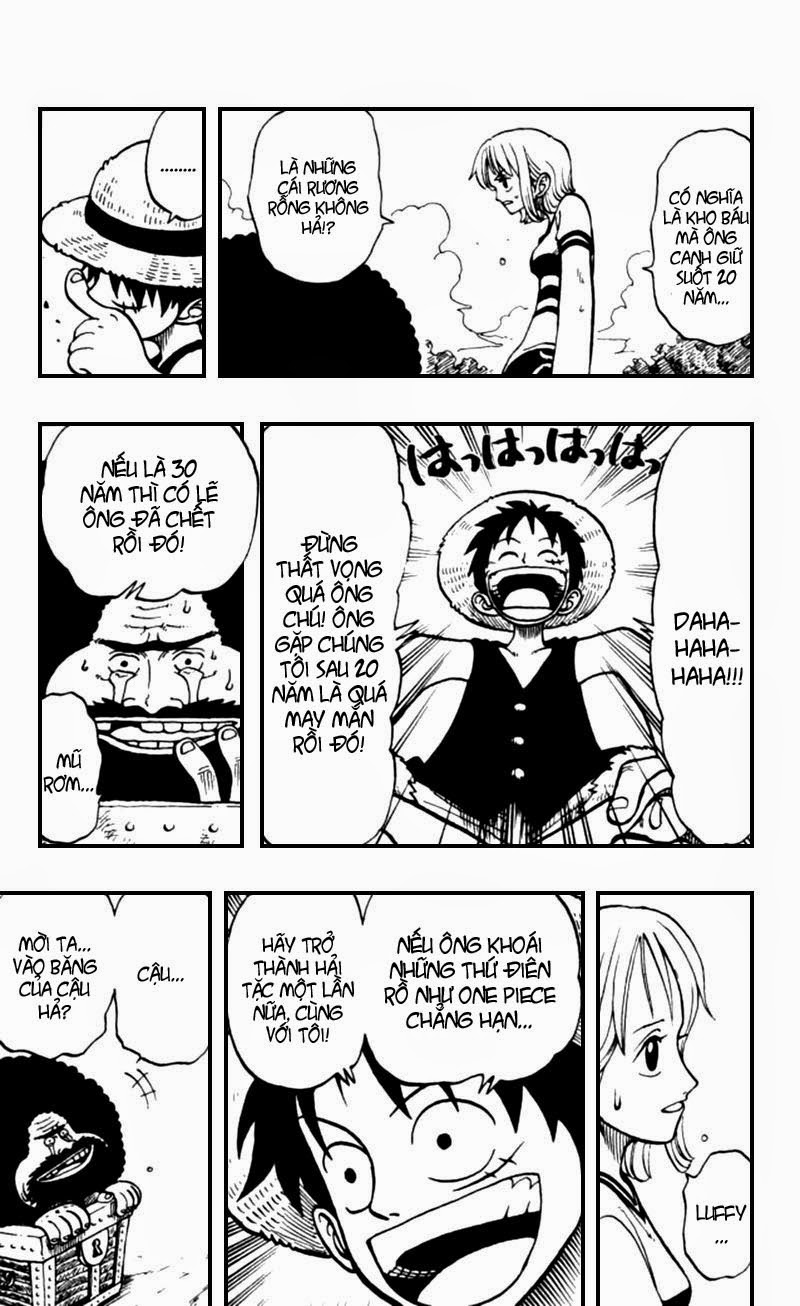 CÓ NGHĨA
LÀ KHO BÁU
MÀ ÔNG
CANH GIỮ
SUỐT 20
NĂM...
LÀ NHỮNG
CÁI RƯƠNG
RỖNG KHÔNG
HẢ!?
.........
はっはっはっはっ
DAHA-
HAHA-
HAHA!!!
ĐỪNG
THẤT VỌNG
QUÁ ÔNG
CHÚ! ÔNG
GẶP CHÚNG
TÔI SAU 20
NĂM LÀ QUÁ
MAY MẮN
RỒI ĐÓ!
NẾU LÀ 30
NĂM THÌ CÓ LẼ
ÔNG ĐÃ CHẾT
RỒI ĐÓ!
MŨ
RƠM...
LUFFY
...
NẾU ÔNG KHOÁI
NHỮNG THỨ ĐIÊN
RỒ NHƯ ONE PIECE
CHẲNG HẠN...
HÃY TRỞ
THÀNH HẢI
TẶC MỘT LẦN
NỮA, CÙNG
VỚI TÔI!
CẬU...
MỜI TA...
VÀO BĂNG
CỦA CẬU
HẢ?